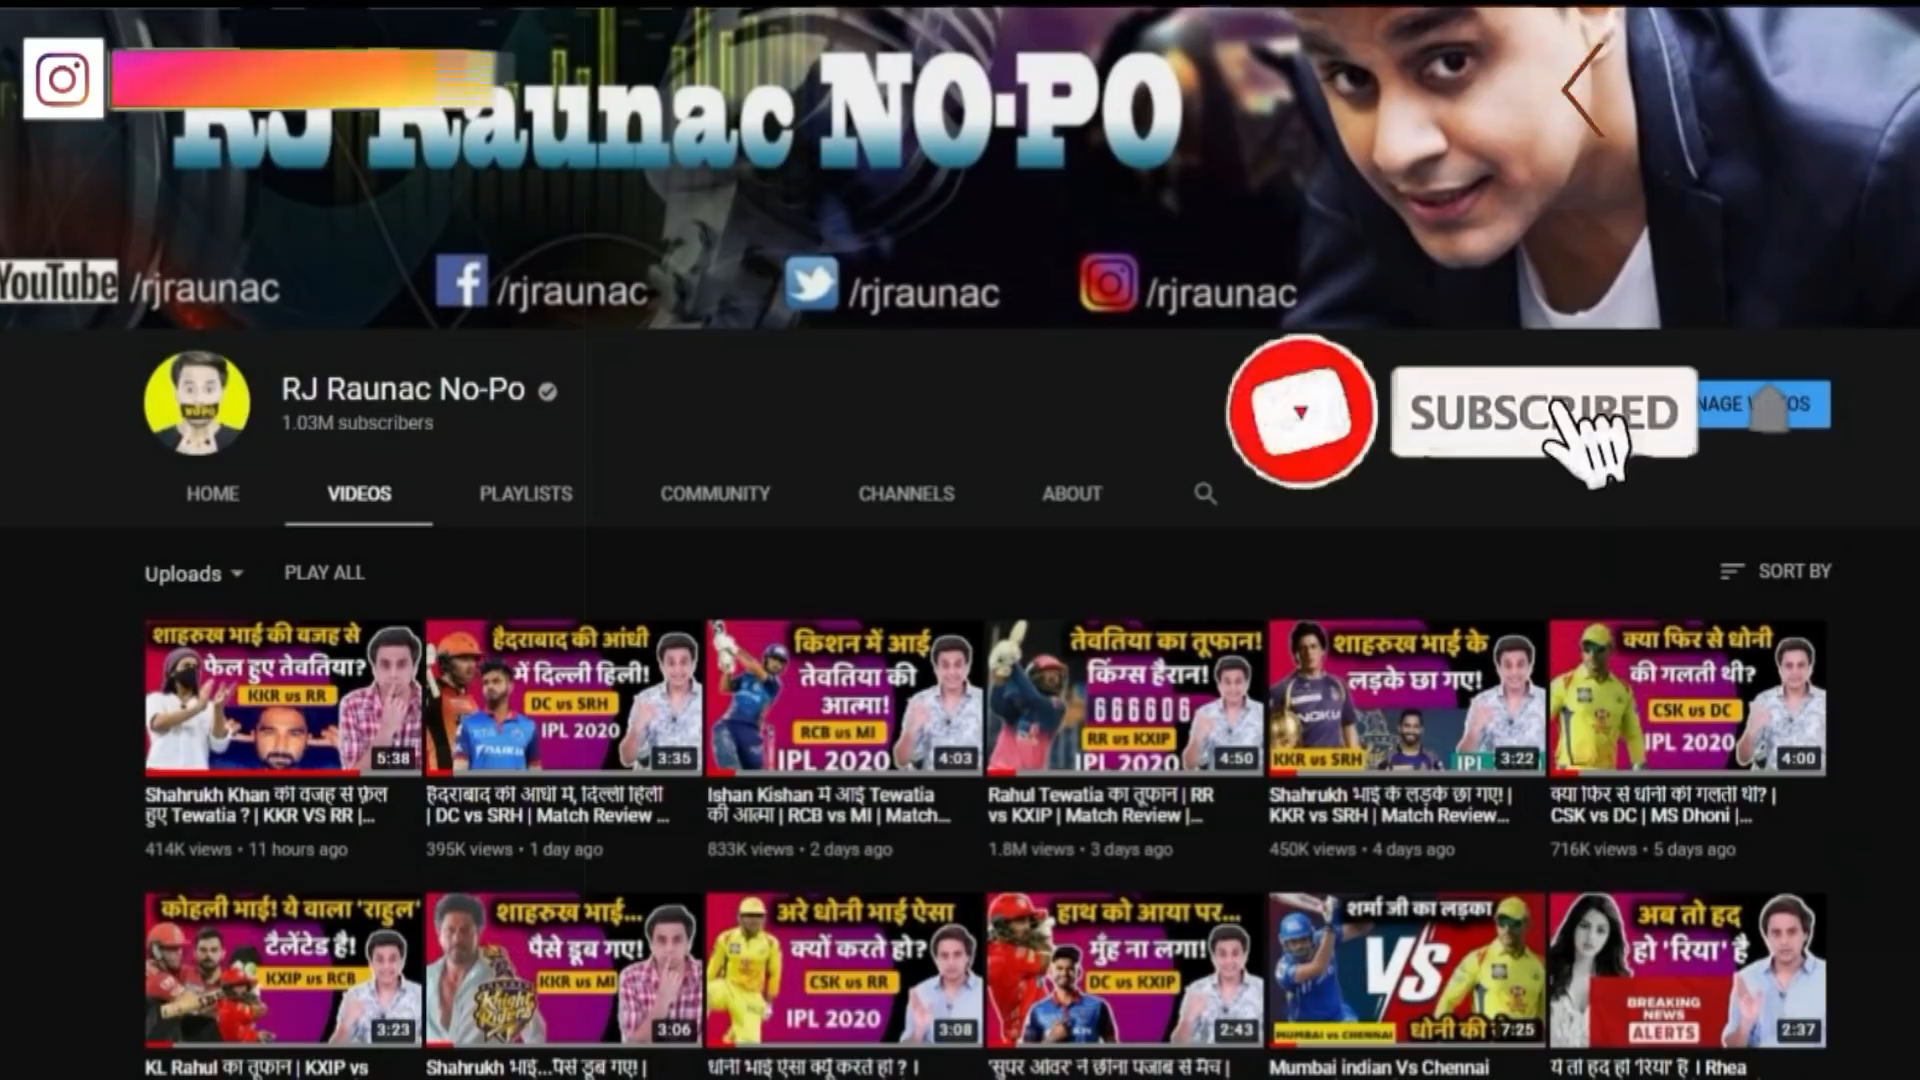 RJ Raunac NO-PO
YouTube /rjraunac
/rjraunac
/rjraunac
/rjraunac
RJ Raunac No-Po
1.03M subscribers
SUBSCRIBED
HOME VIDEOS PLAYLISTS COMMUNITY CHANNELS ABOUT
Uploads PLAY ALL SORT BY
शाहरुख भाई की वजह से
फेल हुए तेवतिया?
KKR vs RR
5:38
हैदराबाद की आंधी
में दिल्ली हिली!
DC vs SRH
IPL 2020
3:35
किशन में आई
तेवतिया की
आत्मा!
RCB vs MI
IPL 2020
4:03
तेवतिया का तूफान!
किंग्स हैरान!
666606
RR vs KXIP
IPL 2020
4:50
शाहरुख भाई के
लड़के छा गए!
KKR vs SRH
IPL
3:22
क्या फिर से धोनी
की गलती थी?
CSK vs DC
IPL 2020
4:00
Shahrukh Khan की वजह से फ़ेल
हुए Tewatia ? | KKR VS RR |...
414K views • 11 hours ago
हैदराबाद की आंधी में, दिल्ली हिली
| DC vs SRH | Match Review ...
395K views • 1 day ago
Ishan Kishan में आई Tewatia
की आत्मा | RCB vs MI | Match...
833K views • 2 days ago
Rahul Tewatia का तूफान | RR
vs KXIP | Match Review |...
1.8M views • 3 days ago
Shahrukh भाई के लड़के छा गए! |
KKR vs SRH | Match Review...
450K views • 4 days ago
क्या फिर से धोनी की गलती थी? |
CSK vs DC | MS Dhoni |...
716K views • 5 days ago
कोहली भाई! ये वाला 'राहुल'
टैलेंटेड है!
KXIP vs RCB
3:23
शाहरुख भाई...
पैसे डूब गए!
KKR vs MI
Knight
Riders
3:06
अरे धोनी भाई ऐसा
क्यों करते हो?
CSK vs RR
IPL 2020
3:08
हाथ को आया पर...
मुँह ना लगा!
DC vs KXIP
2:43
शर्मा जी का लड़का
VS
MUMBAI vs CHENNAI
धोनी की
7:25
अब तो हद
हो 'रिया' है
BREAKING
NEWS
ALERTS
2:37
KL Rahul का तूफान | KXIP vs
Shahrukh भाई...पैसे डूब गए! |
धोनी भाई ऐसा क्यूँ करते हो ? |
'सुपर ओवर' ने छीना पंजाब से मैच |
Mumbai indian Vs Chennai
ये तो हद हो 'रिया' है | Rhea